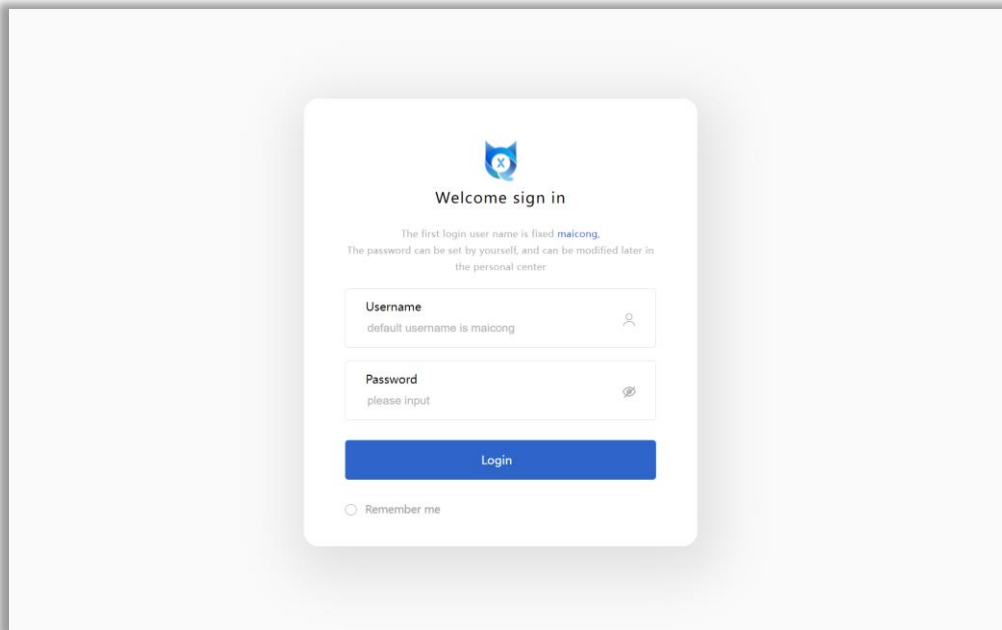 X
Welcome sign in
The first login user name is fixed maicong,
The password can be set by yourself, and can be modified later in
the personal center
Username
default username is maicong
Password
please input
Login
Remember me